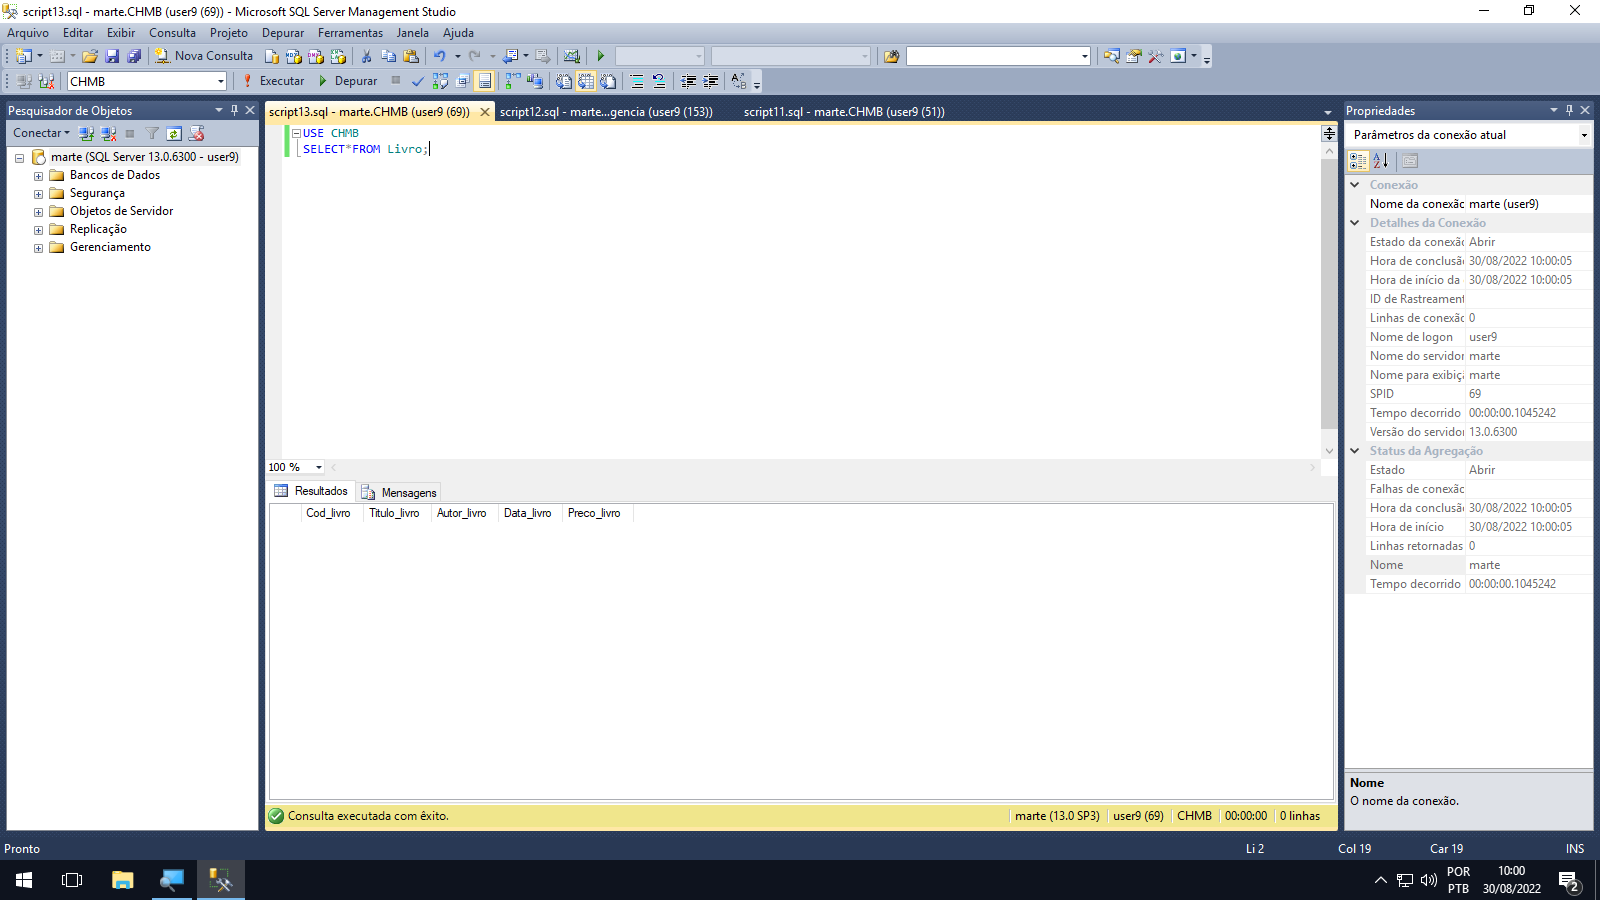 script13.sql - marte.CHMB (user9 (69)) - Microsoft SQL Server Management Studio
Arquivo Editar Exibir Consulta Projeto Depurar Ferramentas Janela Ajuda
Nova Consulta
CHMB Executar Depurar
Pesquisador de Objetos
Conectar
marte (SQL Server 13.0.6300 - user9)
Bancos de Dados
Segurança
Objetos de Servidor
Replicação
Gerenciamento
script13.sql - marte.CHMB (user9 (69)) script12.sql - marte...gencia (user9 (153)) script11.sql - marte.CHMB (user9 (51))
USE CHMB
SELECT*FROM Livro;
100 %
Resultados Mensagens
Cod_livro Titulo_livro Autor_livro Data_livro Preco_livro
Consulta executada com êxito. marte (13.0 SP3) user9 (69) CHMB 00:00:00 0 linhas
Propriedades
Parâmetros da conexão atual
Conexão
Nome da conexão marte (user9)
Detalhes da Conexão
Estado da conexão Abrir
Hora de conclusã 30/08/2022 10:00:05
Hora de início da 30/08/2022 10:00:05
ID de Rastreament
Linhas de conexão 0
Nome de logon user9
Nome do servidor marte
Nome para exibiçã marte
SPID 69
Tempo decorrido 00:00:00.1045242
Versão do servidor 13.0.6300
Status da Agregação
Estado Abrir
Falhas de conexão
Hora da conclusã 30/08/2022 10:00:05
Hora de início 30/08/2022 10:00:05
Linhas retornadas 0
Nome marte
Tempo decorrido 00:00:00.1045242
Nome
O nome da conexão.
Pronto Li 2 Col 19 Car 19 INS
POR
PTB
10:00
30/08/2022
2